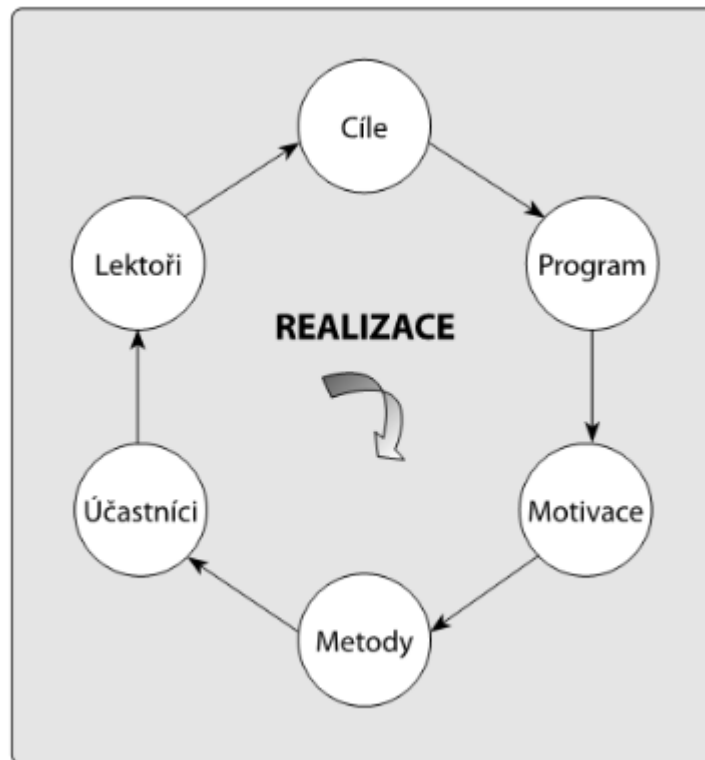 Cíle
Lektoři
Program
REALIZACE
Účastníci
Motivace
Metody